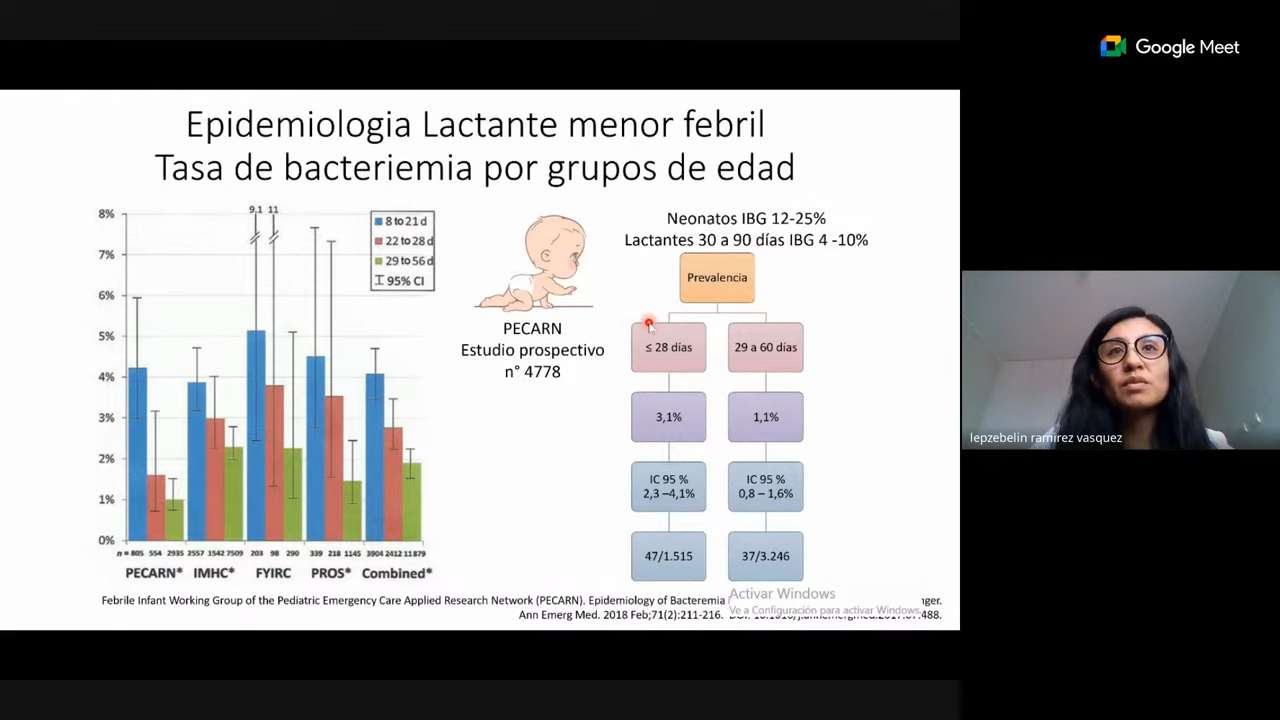 Google Meet
Epidemiologia Lactante menor febril
Tasa de bacteriemia por grupos de edad
8%
7%
6%
5%
4%
3%
2%
1%
0%
9,1 11
8 to 21 d
22 to 28 d
29 to 56 d
95% CI
n = 805 554 2935 2557 1542 7509 203 98 290 339 218 1145 3904 2412 11879
PECARN* IMHC* FYIRC PROS* Combined*
PECARN
Estudio prospectivo
n° 4778
Neonatos IBG 12-25%
Lactantes 30 a 90 días IBG 4 -10%
Prevalencia
≤ 28 días
29 a 60 días
3,1%
1,1%
IC 95 %
2,3 –4,1%
IC 95 %
0,8 – 1,6%
47/1.515
37/3.246
Febrile Infant Working Group of the Pediatric Emergency Care Applied Research Network (PECARN). Epidemiology of Bacteremia
Ann Emerg Med. 2018 Feb;71(2):211-216.
Activar Windows
Ve a Configuración para activar Windows.
lepzebelin ramirez vasquez